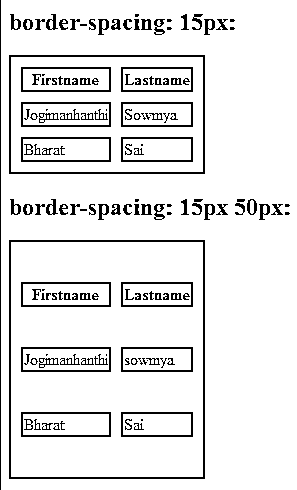 border-spacing: 15px:
Firstname Lastname
Jogimanhanthi Sowmya
Bharat Sai
border-spacing: 15px 50px:
Firstname Lastname
Jogimanhanthi sowmya
Bharat Sai